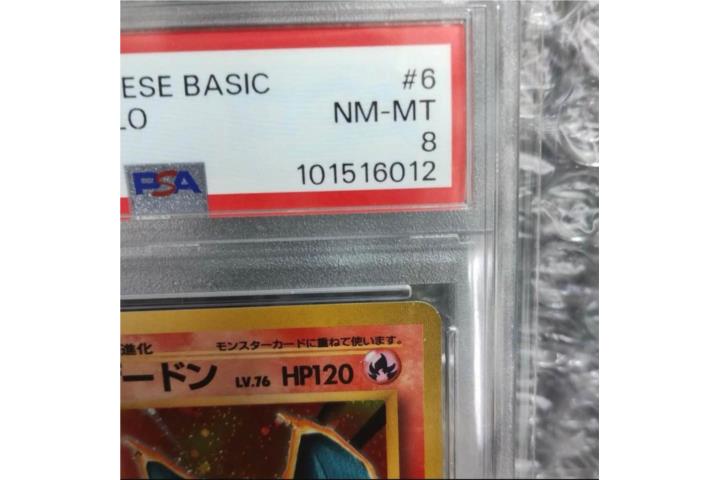 ESE BASIC #6
LO NM-MT
8
PSA 101516012
進化 モンスターカードに重ねて使います。
ードン LV.76 HP120